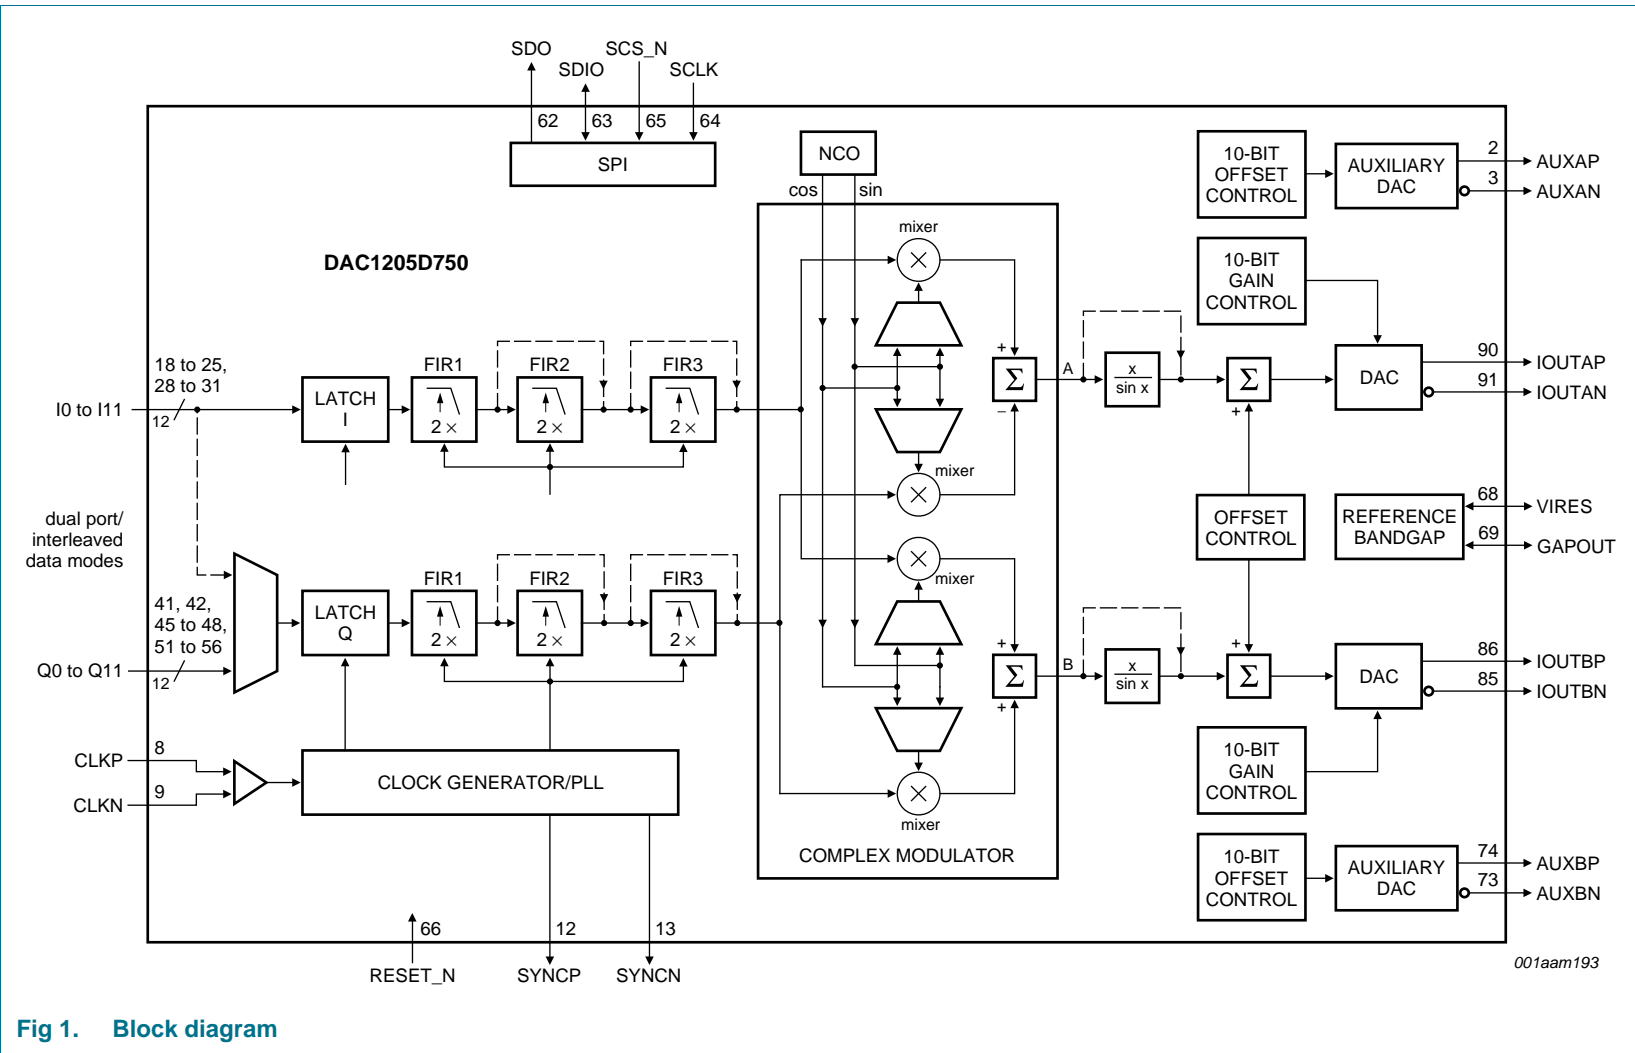 SDO
SDIO
SCS_N
SCLK
62
63
65
64
SPI
NCO
cos
sin
10-BIT
OFFSET
CONTROL
AUXILIARY
DAC
2
AUXAP
3
AUXAN
DAC1205D750
mixer
10-BIT
GAIN
CONTROL
18 to 25,
28 to 31
I0 to I11
12
LATCH
I
FIR1
2 ×
FIR2
2 ×
FIR3
2 ×
+
Σ
−
A
x
sin x
Σ
+
DAC
90
IOUTAP
91
IOUTAN
mixer
dual port/
interleaved
data modes
OFFSET
CONTROL
REFERENCE
BANDGAP
68
VIRES
69
GAPOUT
mixer
41, 42,
45 to 48,
51 to 56
Q0 to Q11
12
LATCH
Q
FIR1
2 ×
FIR2
2 ×
FIR3
2 ×
+
Σ
+
B
x
sin x
+
Σ
DAC
86
IOUTBP
85
IOUTBN
CLKP
8
CLKN
9
CLOCK GENERATOR/PLL
mixer
COMPLEX MODULATOR
10-BIT
GAIN
CONTROL
10-BIT
OFFSET
CONTROL
AUXILIARY
DAC
74
AUXBP
73
AUXBN
66
12
13
RESET_N
SYNCP
SYNCN
001aam193
Fig 1. Block diagram